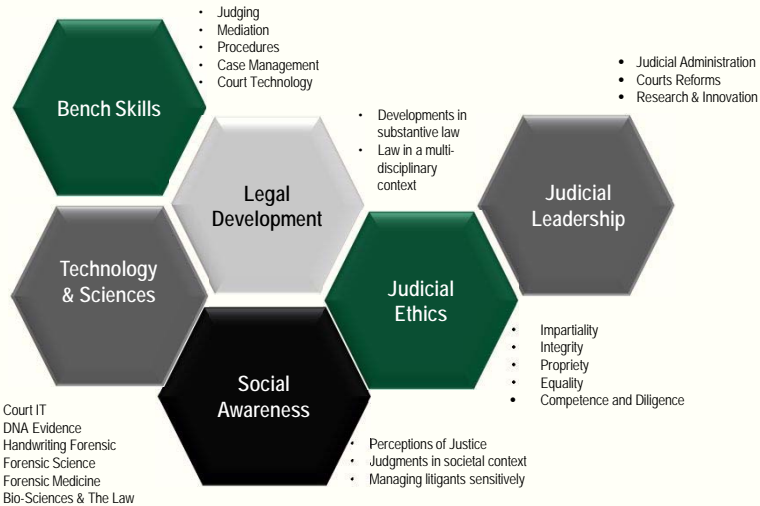 • Judging
• Mediation
• Procedures
• Case Management
• Court Technology
Bench Skills
• Judicial Administration
• Courts Reforms
• Research & Innovation
• Developments in
substantive law
• Law in a multi-
disciplinary
context
Legal
Development
Judicial
Leadership
Technology
& Sciences
Judicial
Ethics
• Impartiality
• Integrity
• Propriety
• Equality
• Competence and Diligence
Social
Awareness
Court IT
DNA Evidence
Handwriting Forensic
Forensic Science
Forensic Medicine
Bio-Sciences & The Law
• Perceptions of Justice
• Judgments in societal context
• Managing litigants sensitively